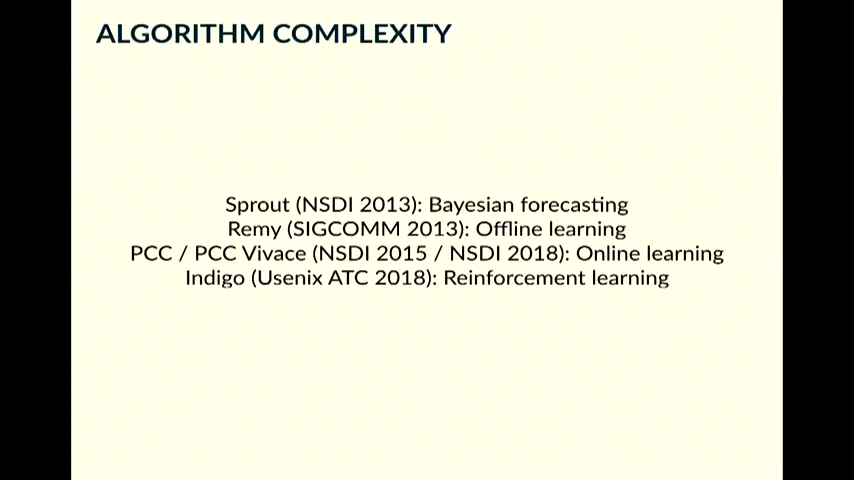 ALGORITHM COMPLEXITY
Sprout (NSDI 2013): Bayesian forecasting
Remy (SIGCOMM 2013): Offline learning
PCC / PCC Vivace (NSDI 2015 / NSDI 2018): Online learning
Indigo (Usenix ATC 2018): Reinforcement learning